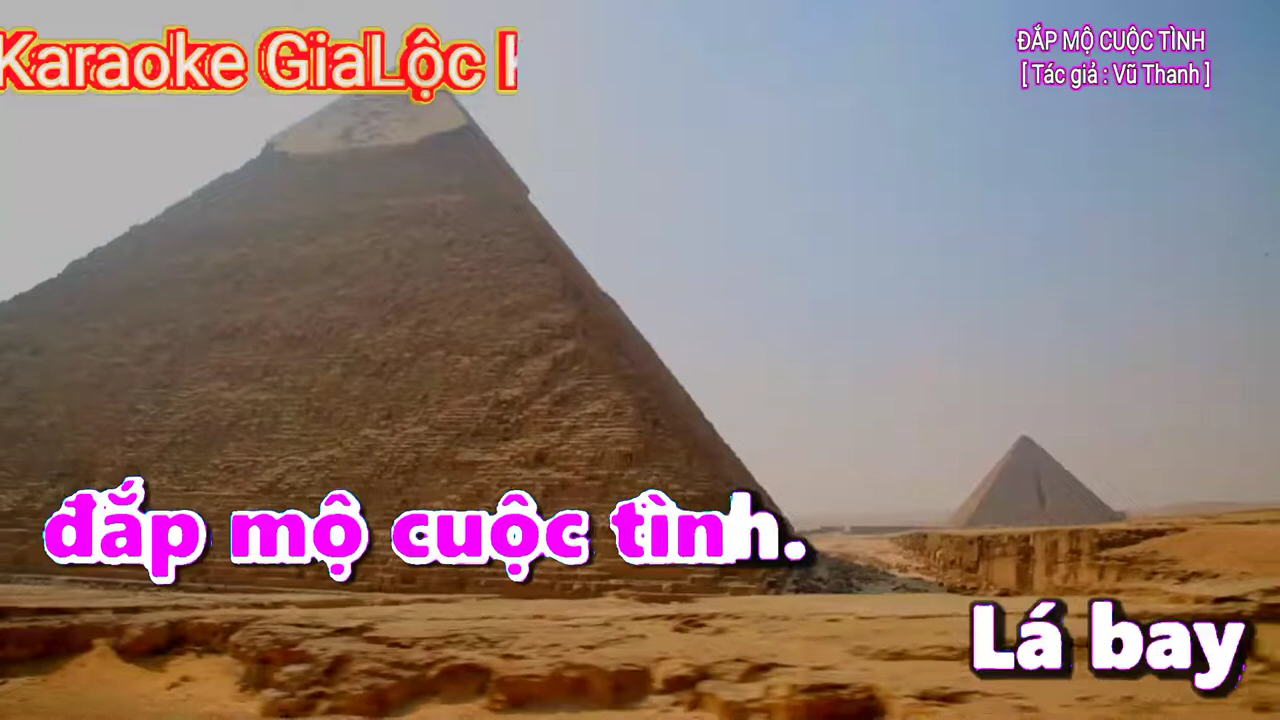 Karaoke GiaLộc
ĐẮP MỘ CUỘC TÌNH
[ Tác giả : Vũ Thanh ]
đắp mộ cuộc tình.
Lá bay